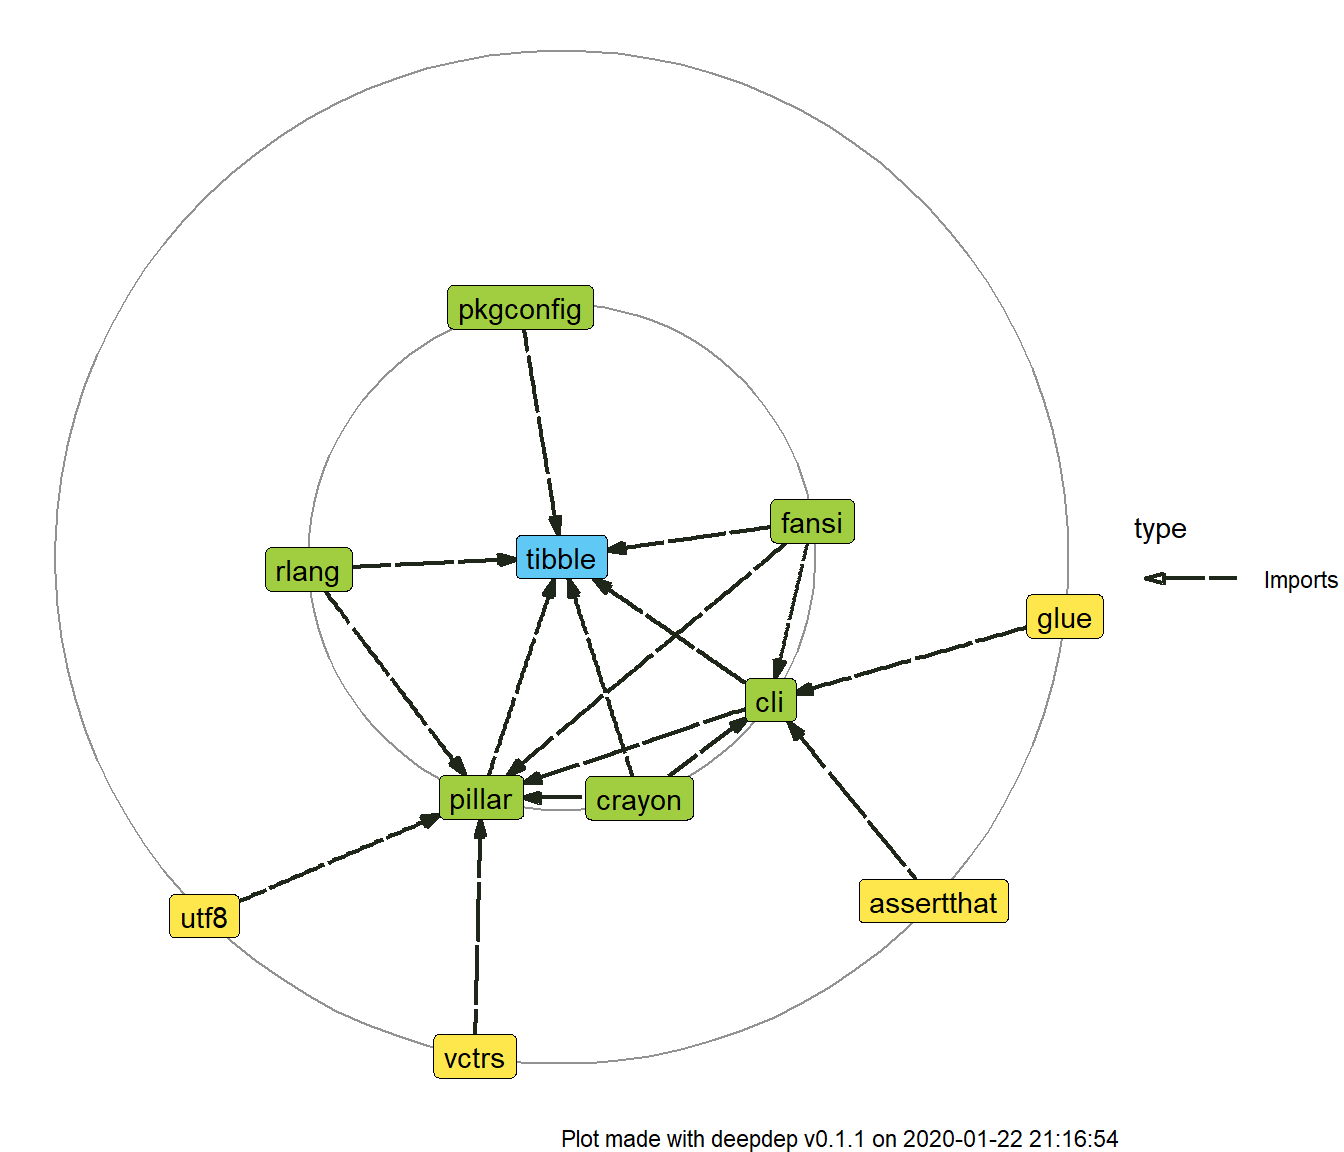 pkgconfig
fansi
type
tibble
rlang
Imports
glue
cli
pillar
crayon
assertthat
utf8
vctrs
Plot made with deepdep v0.1.1 on 2020-01-22 21:16:54